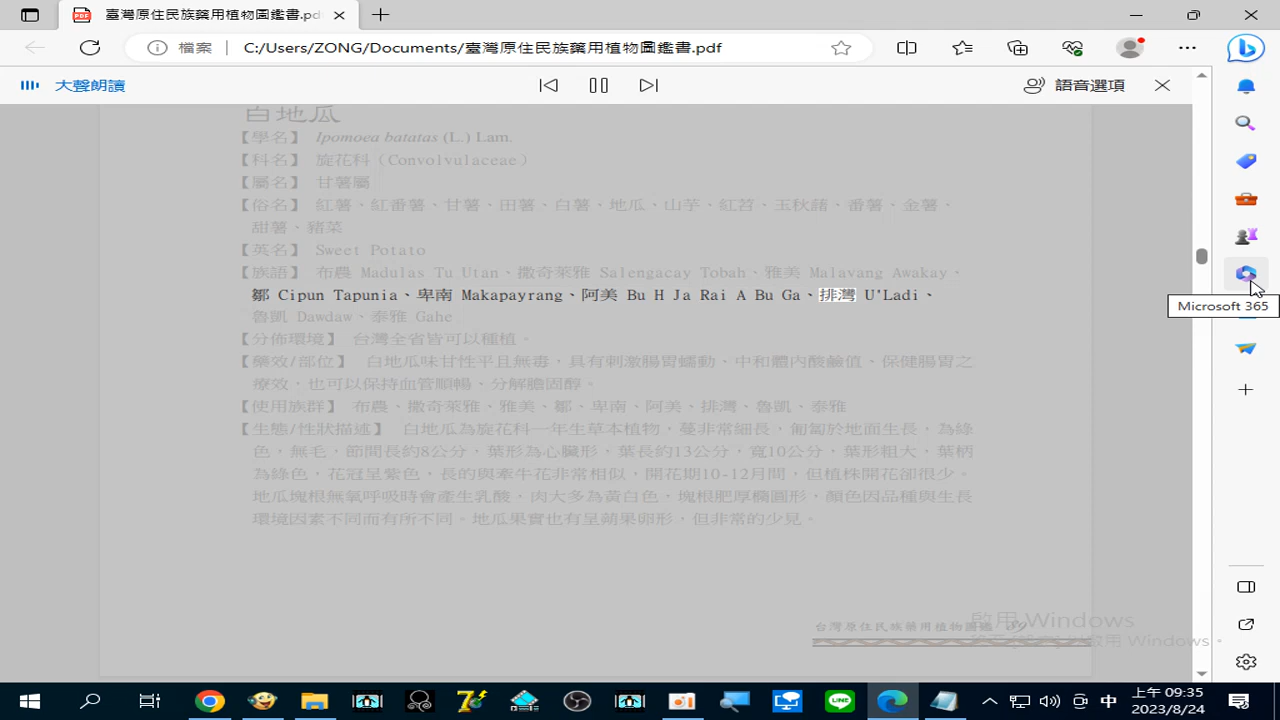 臺灣原住民族藥用植物圖鑑書.pdf
檔案
C:/Users/ZONG/Documents/臺灣原住民族藥用植物圖鑑書.pdf
大聲朗讀
語音選項
白地瓜
【學名】 Ipomoea batatas (L.) Lam.
【科名】 旋花科（Convolvulaceae）
【屬名】 甘薯屬
【俗名】 紅薯、紅番薯、甘薯、田薯、白薯、地瓜、山芋、紅苕、玉秋藷、番薯、金薯、
甜薯、豬菜
【英名】 Sweet Potato
【族語】 布農 Madulas Tu Utan、撒奇萊雅 Salengacay Tobah、雅美 Malavang Awakay、
鄒 Cipun Tapunia、卑南 Makapayrang、阿美 Bu H Ja Rai A Bu Ga、排灣 U'Ladi、
魯凱 Dawdaw、泰雅 Gahe
【分佈環境】 台灣全省皆可以種植。
【藥效/部位】 白地瓜味甘性平且無毒，具有刺激腸胃蠕動、中和體內酸鹼值、保健腸胃之
療效，也可以保持血管順暢、分解膽固醇。
【使用族群】 布農、撒奇萊雅、雅美、鄒、卑南、阿美、排灣、魯凱、泰雅
【生態/性狀描述】 白地瓜為旋花科一年生草本植物，蔓非常細長，匍匐於地面生長，為綠
色，無毛，節間長約8公分，葉形為心臟形，葉長約13公分，寬10公分，葉形粗大，葉柄
為綠色，花冠呈紫色，長的與牽牛花非常相似，開花期10-12月間，但植株開花卻很少。
地瓜塊根無氧呼吸時會產生乳酸，肉大多為黃白色，塊根肥厚橢圓形，顏色因品種與生長
環境因素不同而有所不同。地瓜果實也有呈蒴果卵形，但非常的少見。
Microsoft 365
台灣原住民族藥用植物圖鑑
啟用 Windows
啟用 Windows。
中
上午 09:35
2023/8/24